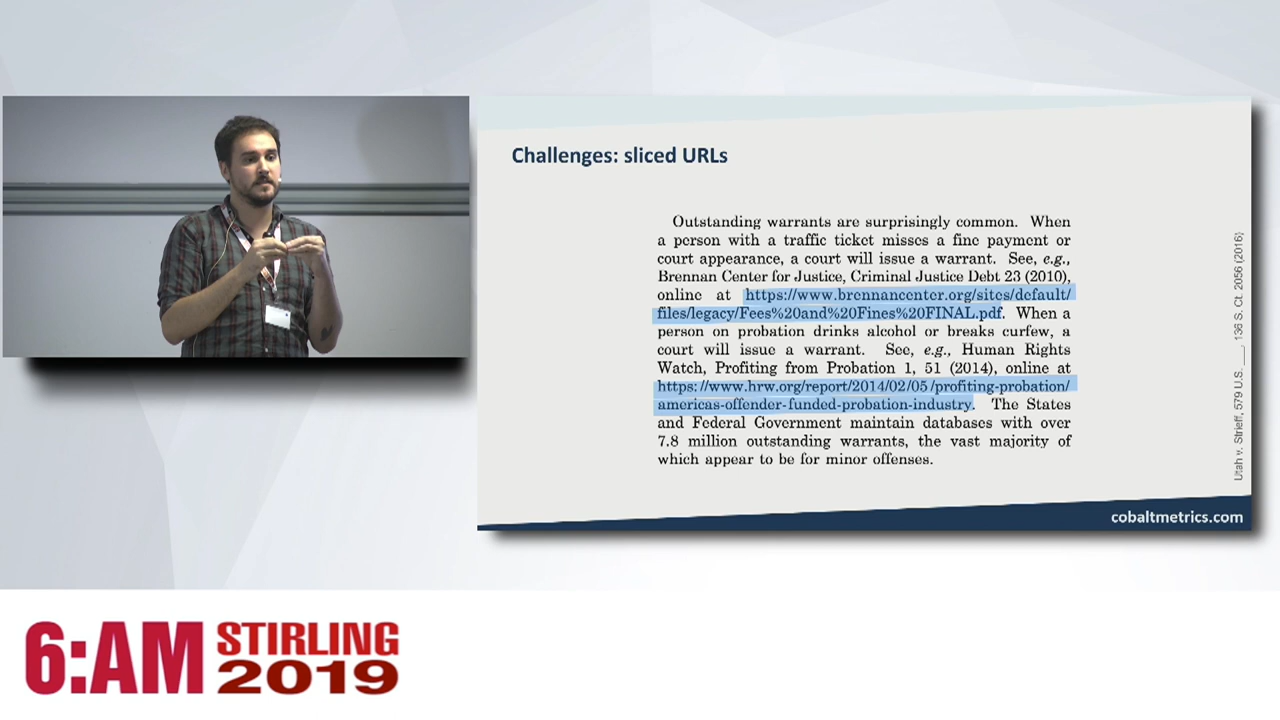 Challenges: sliced URLs
Outstanding warrants are surprisingly common. When
a person with a traffic ticket misses a fine payment or
court appearance, a court will issue a warrant. See, e.g.,
Brennan Center for Justice, Criminal Justice Debt 23 (2010),
online at https://www.brennancenter.org/sites/default/
files/legacy/Fees%20and%20Fines%20FINAL.pdf. When a
person on probation drinks alcohol or breaks curfew, a
court will issue a warrant. See, e.g., Human Rights
Watch, Profiting from Probation 1, 51 (2014), online at
https://www.hrw.org/report/2014/02/05/profiting-probation/
americas-offender-funded-probation-industry. The States
and Federal Government maintain databases with over
7.8 million outstanding warrants, the vast majority of
which appear to be for minor offenses.
Utah v. Strieff, 579 U.S. ___, 136 S. Ct. 2056 (2016)
cobaltmetrics.com
6:AM STIRLING
2019